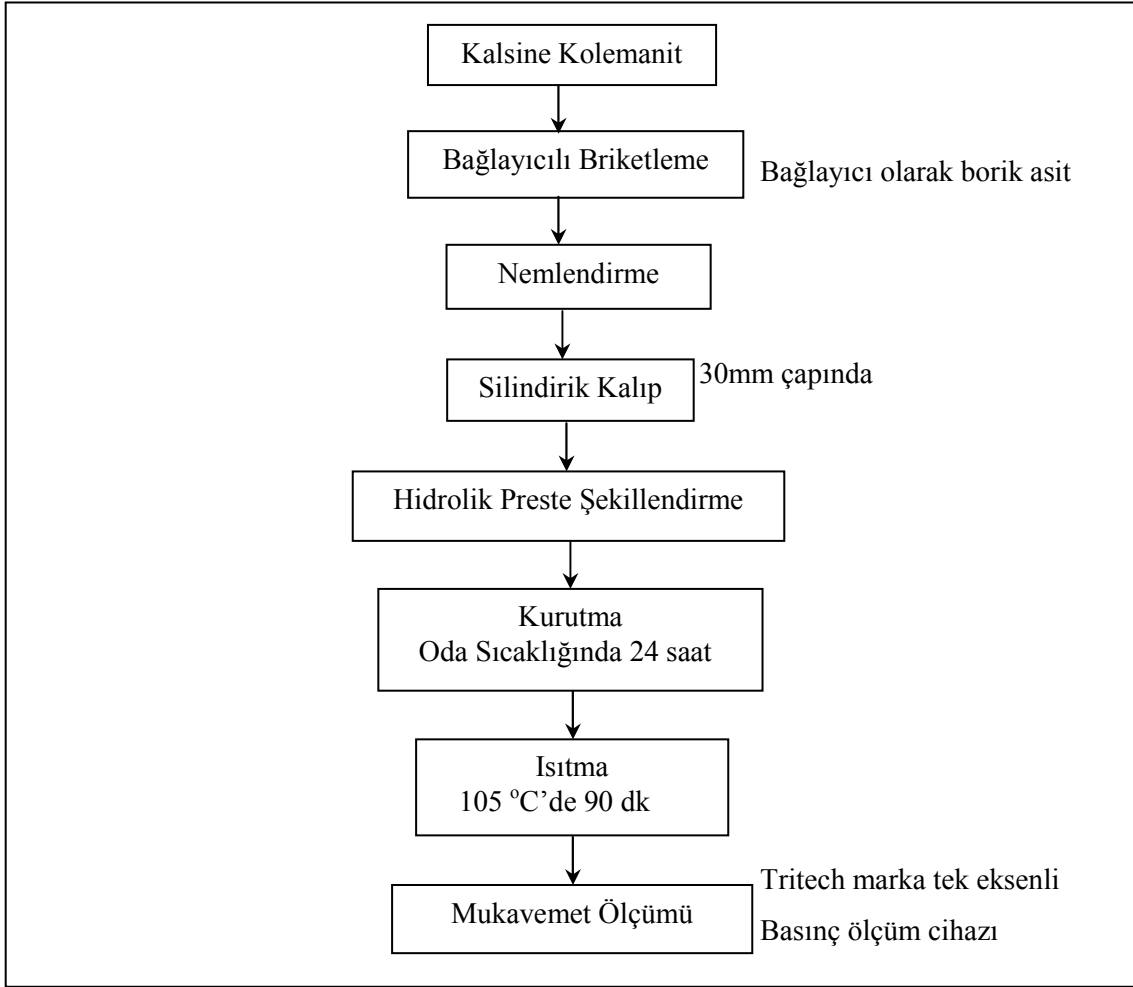 Kalsine Kolemanit
Bağlayıcılı Briketleme
Bağlayıcı olarak borik asit
Nemlendirme
30mm çapında
Silindirik Kalıp
Hidrolik Preste Şekillendirme
Kurutma
Oda Sıcaklığında 24 saat
Isıtma
105 °C’de 90 dk
Tritech marka tek eksenli
Mukavemet Ölçümü
Basınç ölçüm cihazı